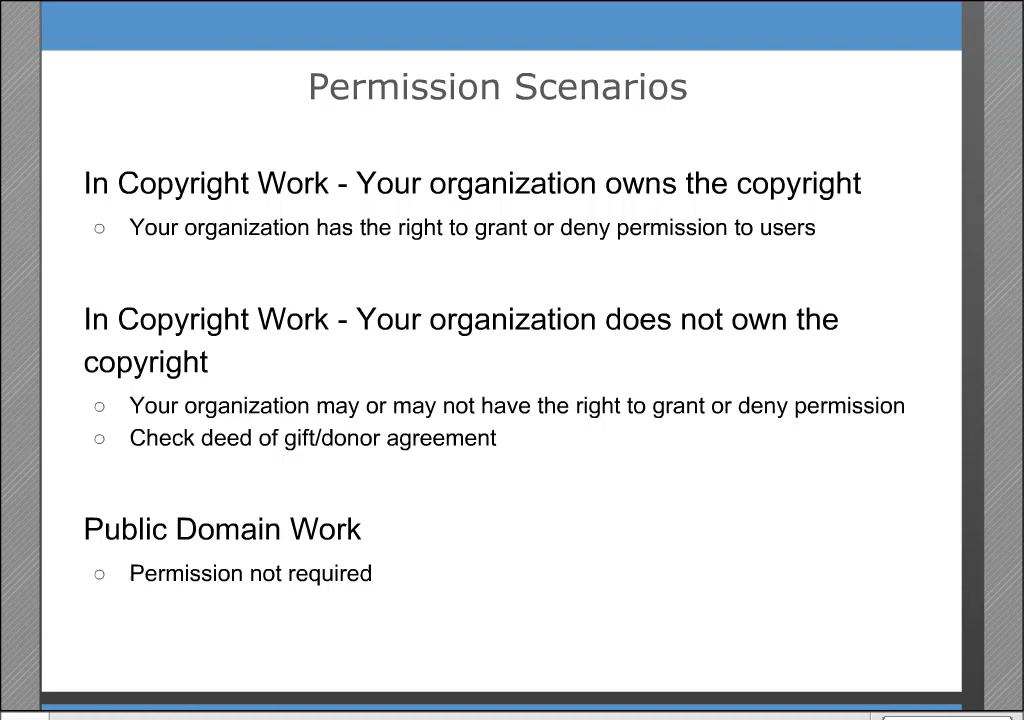 Permission Scenarios
In Copyright Work - Your organization owns the copyright
○ Your organization has the right to grant or deny permission to users
In Copyright Work - Your organization does not own the
copyright
○ Your organization may or may not have the right to grant or deny permission
○ Check deed of gift/donor agreement
Public Domain Work
○ Permission not required